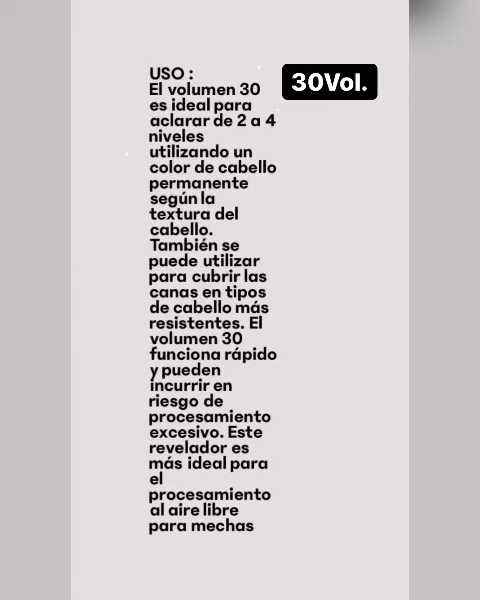 USO :
30Vol.
El volumen 30
es ideal para
aclarar de 2 a 4
niveles
utilizando un
color de cabello
permanente
según la
textura del
cabello.
También se
puede utilizar
para cubrir las
canas en tipos
de cabello más
resistentes. El
volumen 30
funciona rápido
y pueden
incurrir en
riesgo de
procesamiento
excesivo. Este
revelador es
más ideal para
el
procesamiento
al aire libre
para mechas